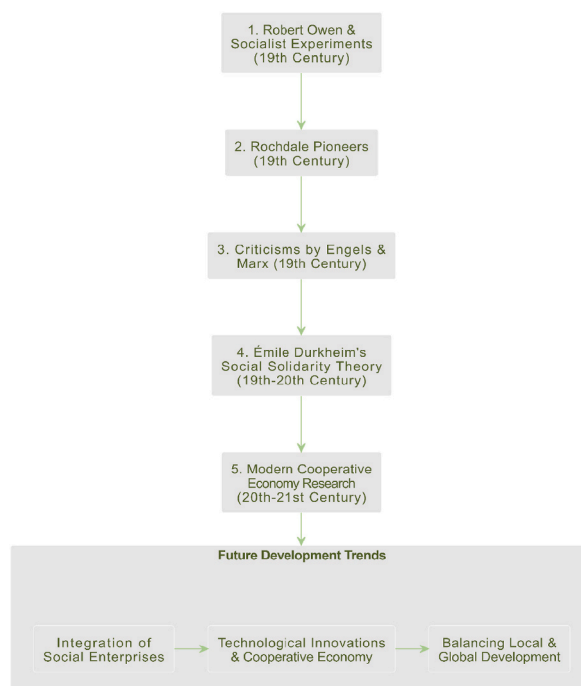 1. Robert Owen &
Socialist Experiments
(19th Century)
2. Rochdale Pioneers
(19th Century)
3. Criticisms by Engels &
Marx (19th Century)
4. Émile Durkheim's
Social Solidarity Theory
(19th-20th Century)
5. Modern Cooperative
Economy Research
(20th-21st Century)
Future Development Trends
Integration of
Social Enterprises
Technological Innovations
& Cooperative Economy
Balancing Local &
Global Development